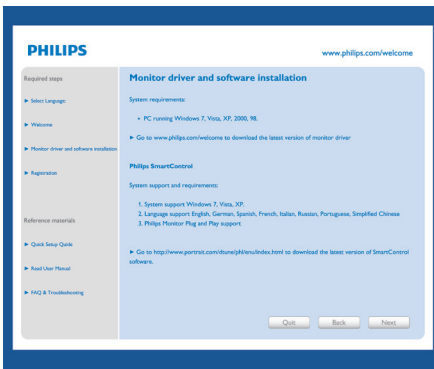 PHILIPS
www.philips.com/welcome
Required steps
► Select Language:
► Welcome
► Monitor driver and software installation
► Registration
Reference materials
► Quick Setup Quide
► Read User Manual
► FAQ & Troubleshooting
Monitor driver and software installation
System requirements:
• PC running Windows 7, Vista, XP, 2000, 98.
► Go to www.philips.com/welcome to download the latest version of monitor driver
Philips SmartControl
System support and requirements:
1. System support Windows 7, Vista, XP.
2. Language support English, German, Spanish, French, Italian, Russian, Portuguese, Simplified Chinese
3. Philips Monitor Plug and Play support
► Go to http://www.portrait.com/dtune/phl/enu/index.html to download the latest version of SmartControl
software.
Quit
Back
Next